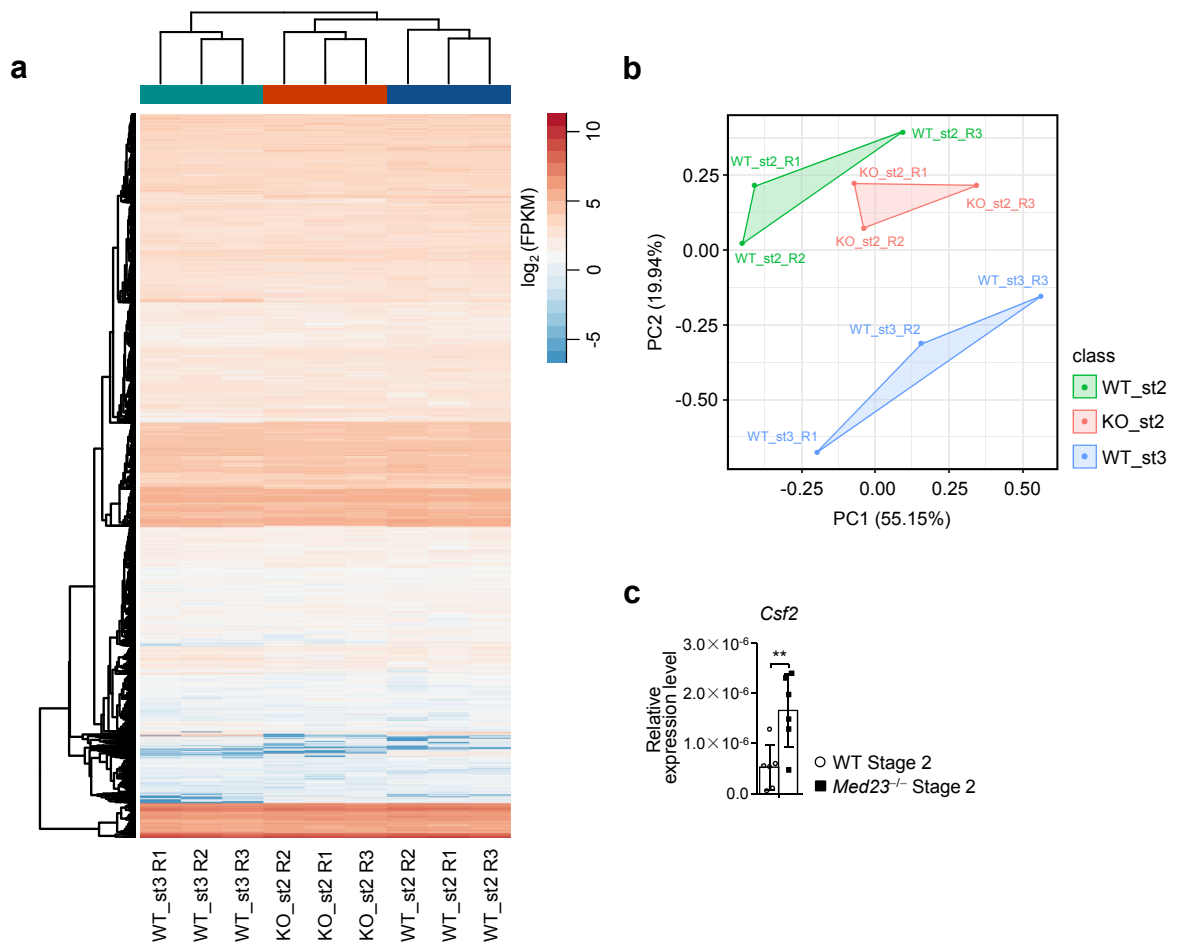 a
10
5
0
-5
log2(FPKM)
WT_st3 R1
WT_st3 R2
WT_st3 R3
KO_st2 R2
KO_st2 R1
KO_st2 R3
WT_st2 R2
WT_st2 R1
WT_st2 R3
b
WT_st2_R3
WT_st2_R1
KO_st2_R1
KO_st2_R3
KO_st2_R2
WT_st2_R2
WT_st3_R3
WT_st3_R2
WT_st3_R1
0.25
0.00
-0.25
-0.50
PC2 (19.94%)
-0.25
0.00
0.25
0.50
PC1 (55.15%)
class
WT_st2
KO_st2
WT_st3
c
Csf2
3.0×10-6
2.0×10-6
1.0×10-6
0.0
**
Relative
expression level
WT Stage 2
Med23–/– Stage 2